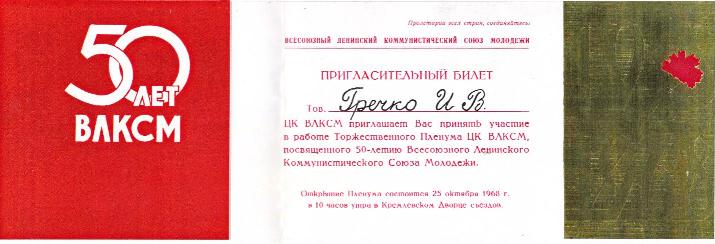 50
ЛЕТ
ВЛКСМ
Пролетарии всех стран, соединяйтесь!
ВСЕСОЮЗНЫЙ ЛЕНИНСКИЙ КОММУНИСТИЧЕСКИЙ СОЮЗ МОЛОДЕЖИ
ПРИГЛАСИТЕЛЬНЫЙ БИЛЕТ
Тов. Гречко И В.
ЦК ВЛКСМ приглашает Вас принять участие
в работе Торжественного Пленума ЦК ВЛКСМ,
посвященного 50-летию Всесоюзного Ленинского
Коммунистического Союза Молодежи.
Открытие Пленума состоится 25 октября 1968 г.
в 10 часов утра в Кремлевском Дворце съездов.